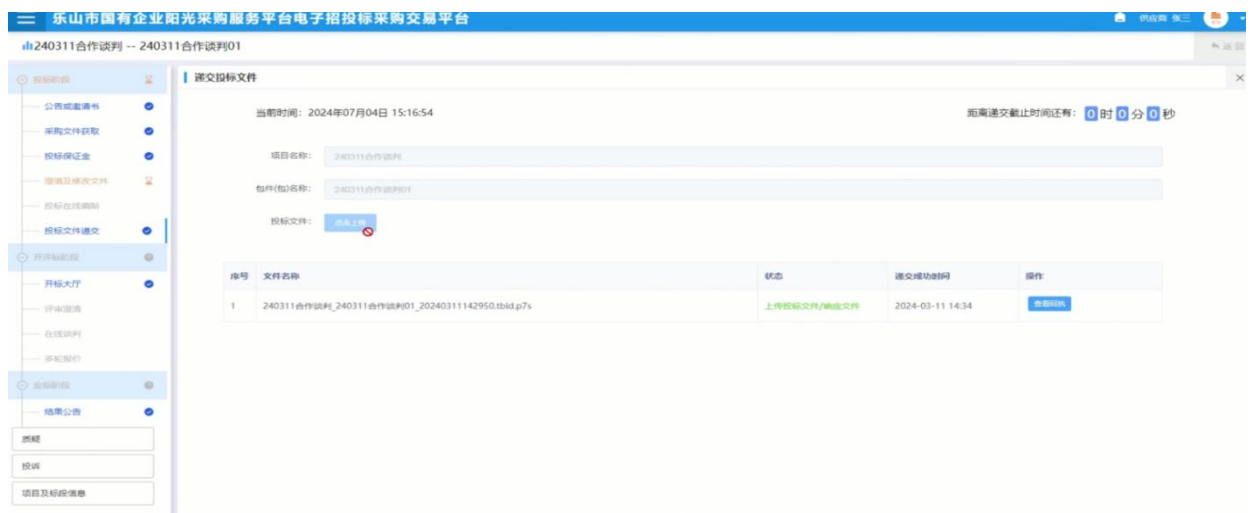 乐山市国有企业阳光采购服务平台电子招投标采购交易平台
供应商 张三
240311合作谈判 -- 240311合作谈判01
返回
投标阶段
公告或邀请书
采购文件获取
投标保证金
澄清及修改文件
投标在线编制
投标文件递交
开评标阶段
开标大厅
评审澄清
在线谈判
多轮报价
定标阶段
结果公告
质疑
投诉
项目及标段信息
递交投标文件
当前时间：2024年07月04日 15:16:54
距离递交截止时间还有：0时0分0秒
项目名称：
240311合作谈判
包件(包)名称：
240311合作谈判01
投标文件：
点击上传
序号 文件名称 状态 递交成功时间 操作
1 240311合作谈判_240311合作谈判01_20240311142950.tbid.p7s 上传投标文件/响应文件 2024-03-11 14:34 查看回执